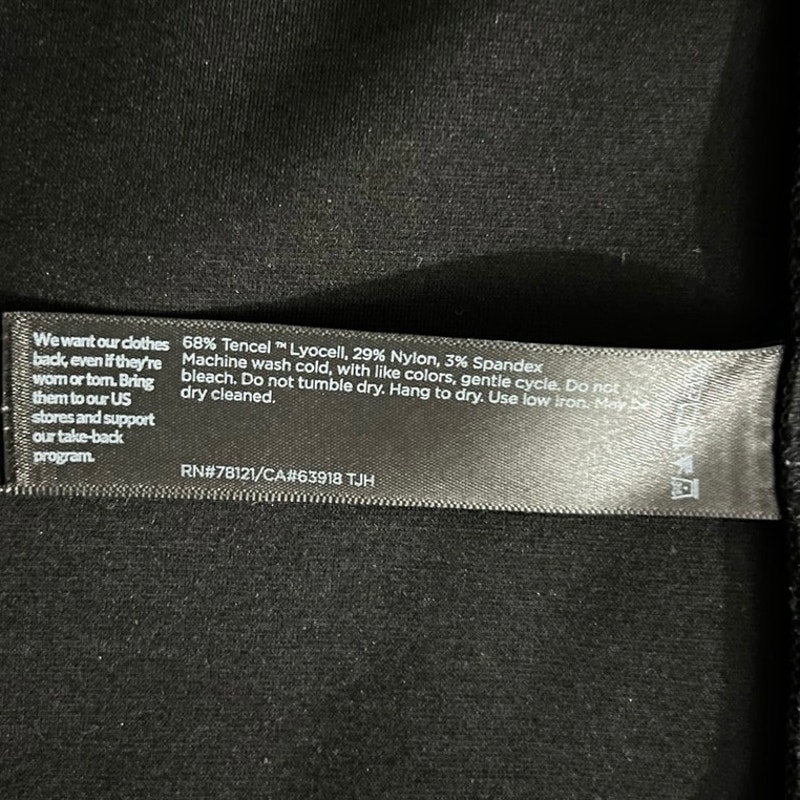 We want our clothes
back, even if they're
worn or torn. Bring
them to our US
stores and support
our take-back
program.
68% Tencel ™ Lyocell, 29% Nylon, 3% Spandex
Machine wash cold, with like colors, gentle cycle. Do not
bleach. Do not tumble dry. Hang to dry. Use low iron. May be
dry cleaned.
RN#78121/CA#63918 TJH